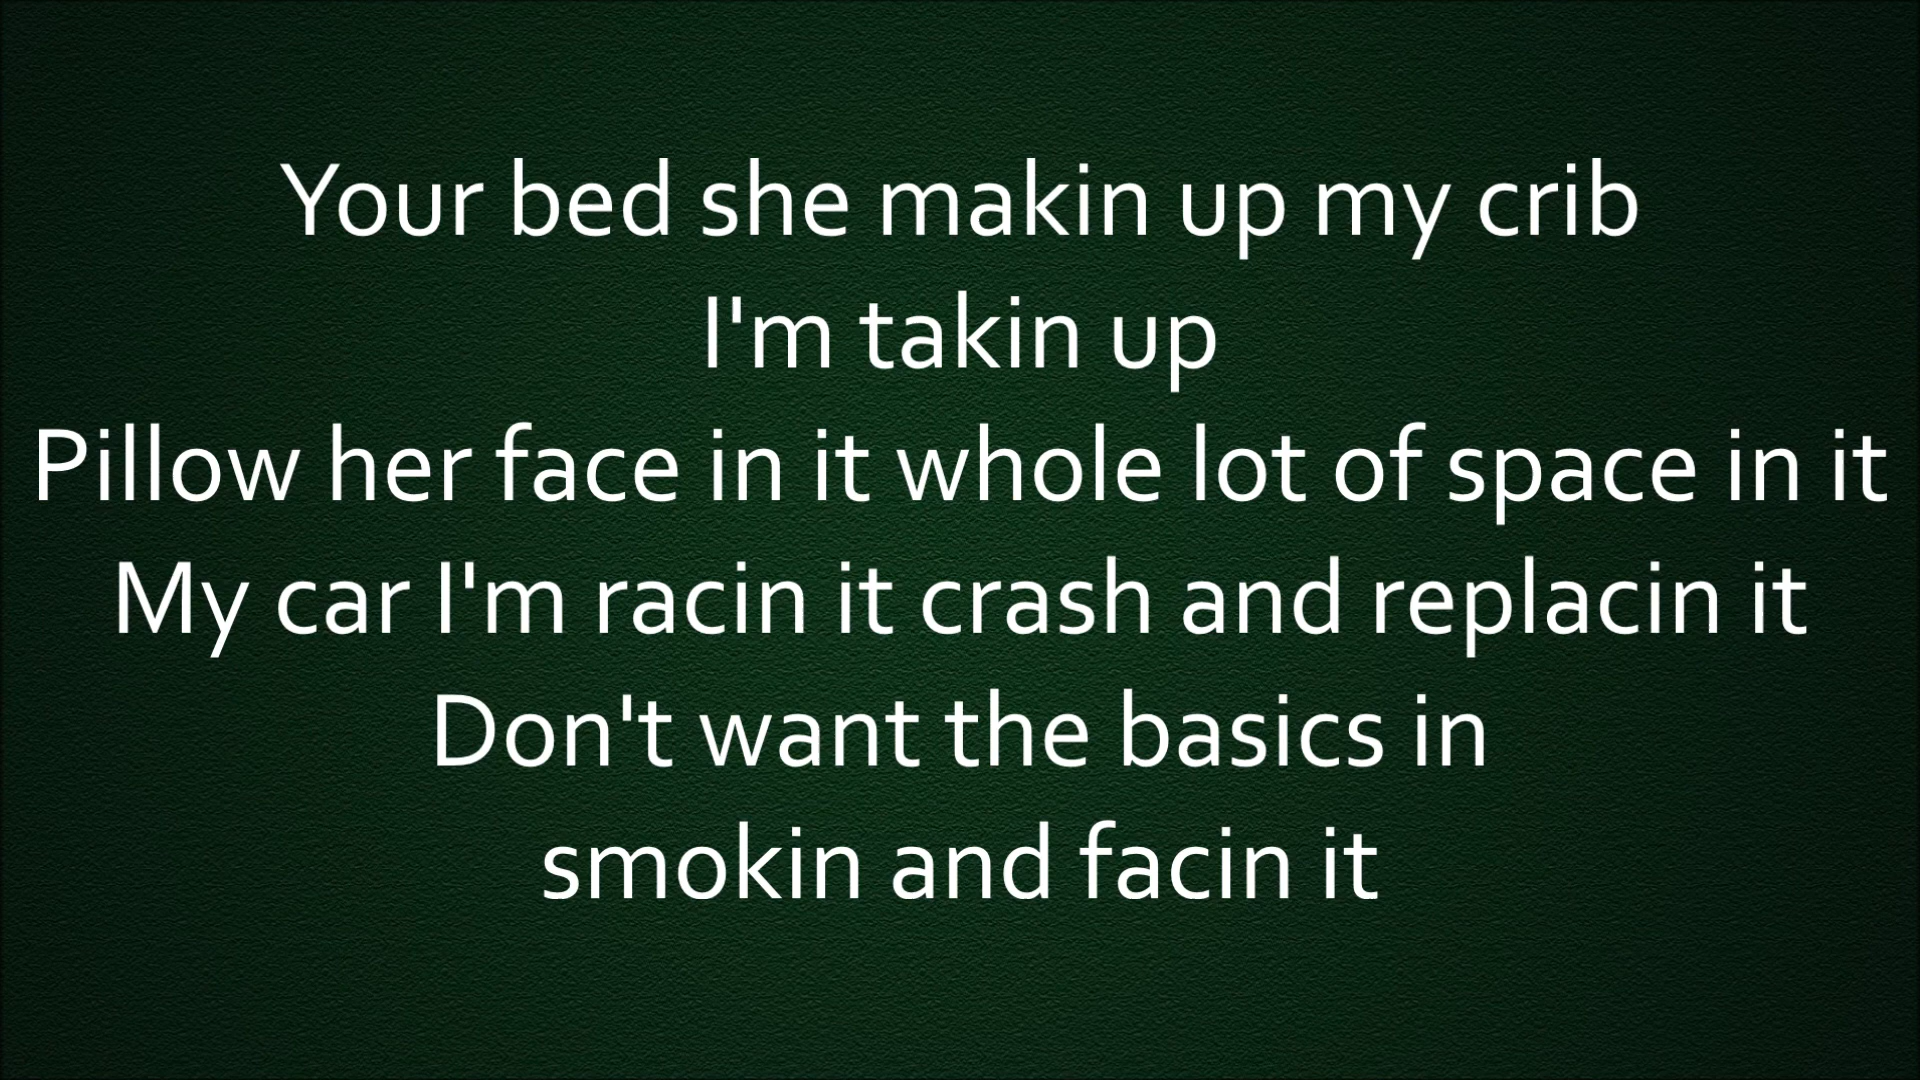 Your bed she makin up my crib
I'm takin up
Pillow her face in it whole lot of space in it
My car I'm racin it crash and replacin it
Don't want the basics in
smokin and facin it